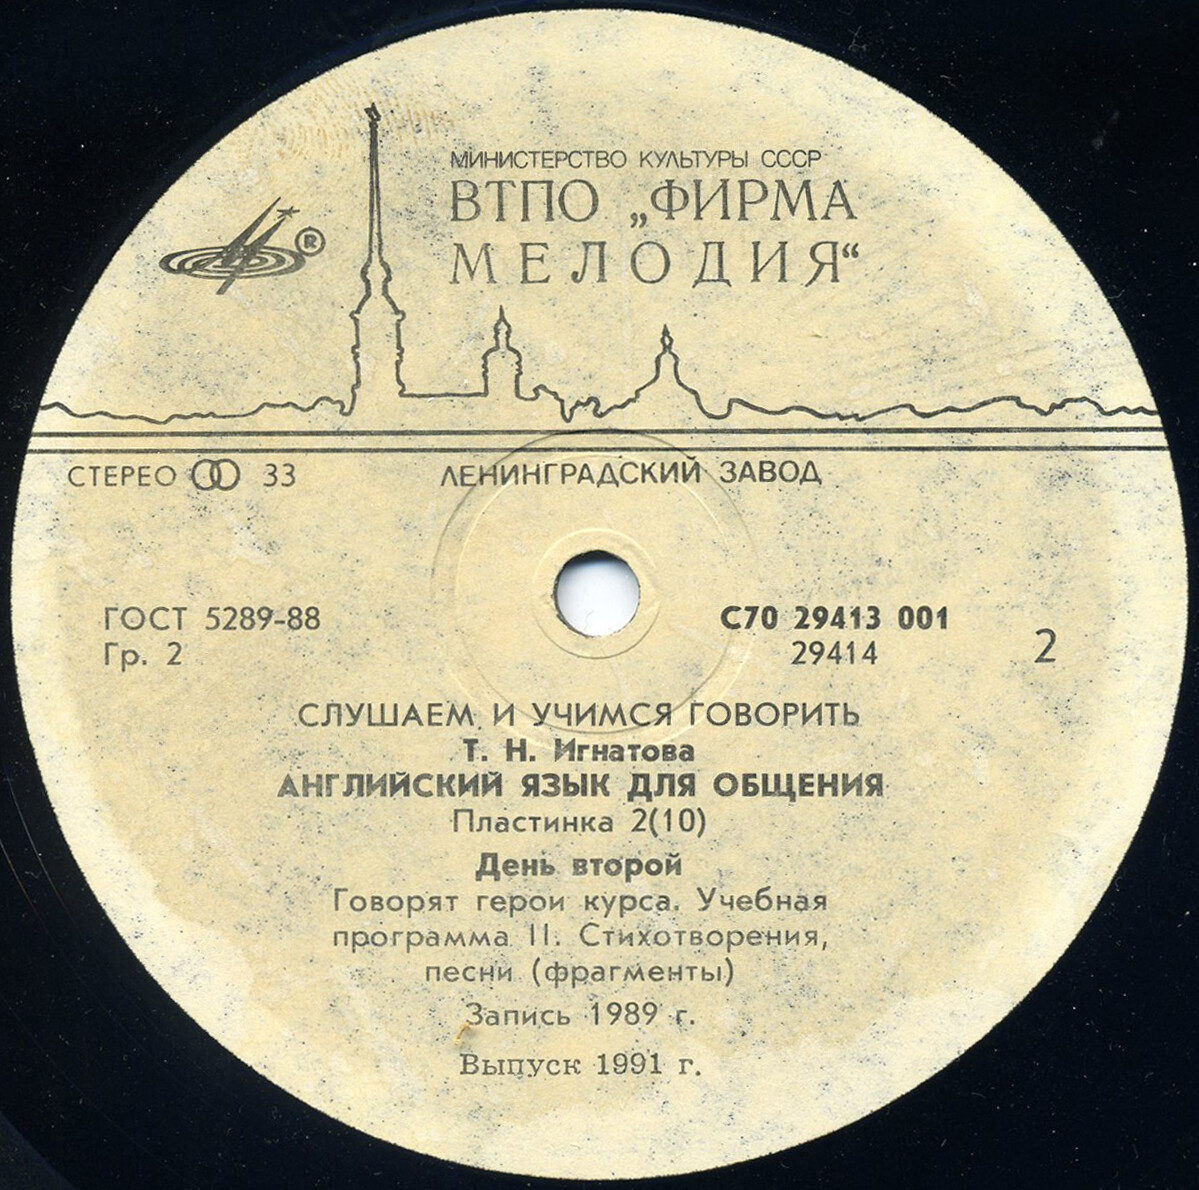 МИНИСТЕРСТВО КУЛЬТУРЫ СССР
ВТПО „ФИРМА
МЕЛОДИЯ“
®
СТЕРЕО 33
ЛЕНИНГРАДСКИЙ ЗАВОД
ГОСТ 5289-88
Гр. 2
С70 29413 001
29414
2
СЛУШАЕМ И УЧИМСЯ ГОВОРИТЬ
Т. Н. Игнатова
АНГЛИЙСКИЙ ЯЗЫК ДЛЯ ОБЩЕНИЯ
Пластинка 2(10)
День второй
Говорят герои курса. Учебная
программа II. Стихотворения,
песни (фрагменты)
Запись 1989 г.
Выпуск 1991 г.